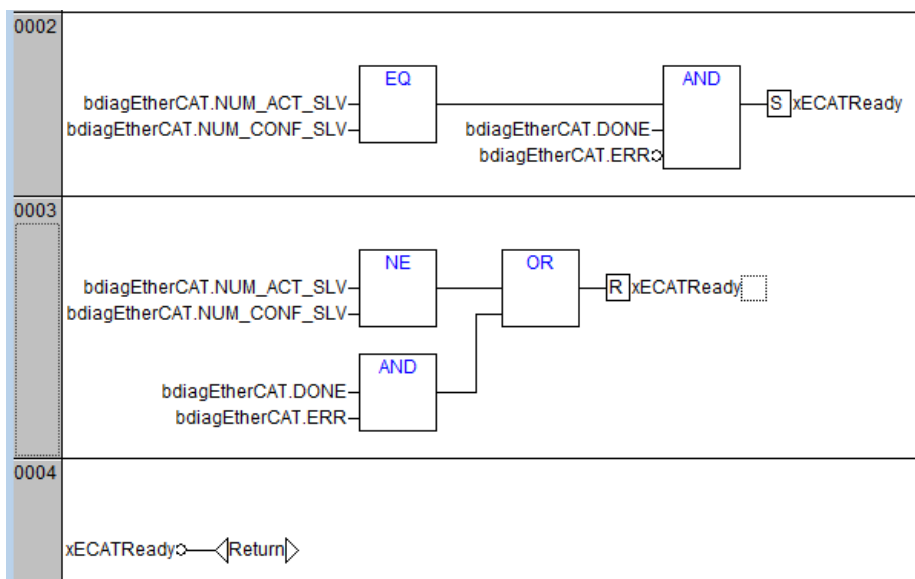 0002
EQ
AND
bdiagEtherCAT.NUM_ACT_SLV
S xECATReady
bdiagEtherCAT.NUM_CONF_SLV
bdiagEtherCAT.DONE
bdiagEtherCAT.ERR
0003
NE
OR
bdiagEtherCAT.NUM_ACT_SLV
R xECATReady
bdiagEtherCAT.NUM_CONF_SLV
AND
bdiagEtherCAT.DONE
bdiagEtherCAT.ERR
0004
xECATReady Return